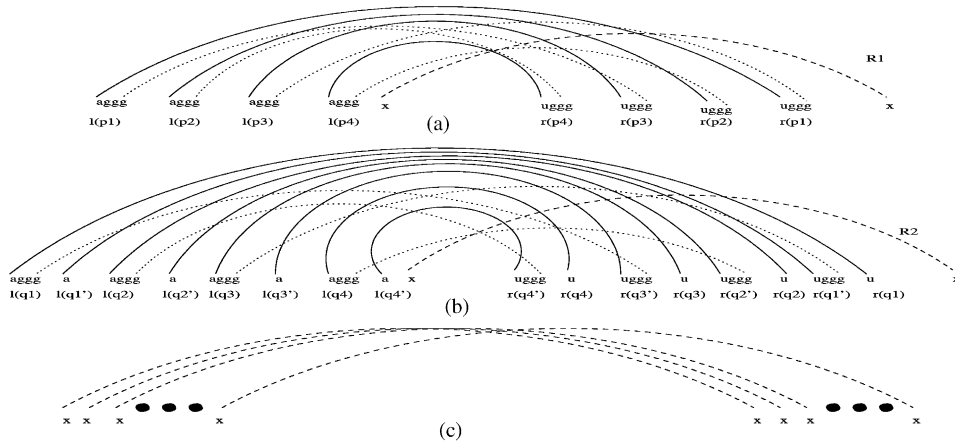 R1
aggg aggg aggg aggg x uggg uggg uggg uggg x
l(p1) l(p2) l(p3) l(p4) r(p4) r(p3) r(p2) r(p1)
(a)
R2
aggg a aggg a aggg a aggg a x uggg u uggg u uggg u uggg u x
l(q1) l(q1') l(q2) l(q2') l(q3) l(q3') l(q4) l(q4') r(q4') r(q4) r(q3') r(q3) r(q2') r(q2) r(q1') r(q1)
(b)
x x x x x x x x
(c)